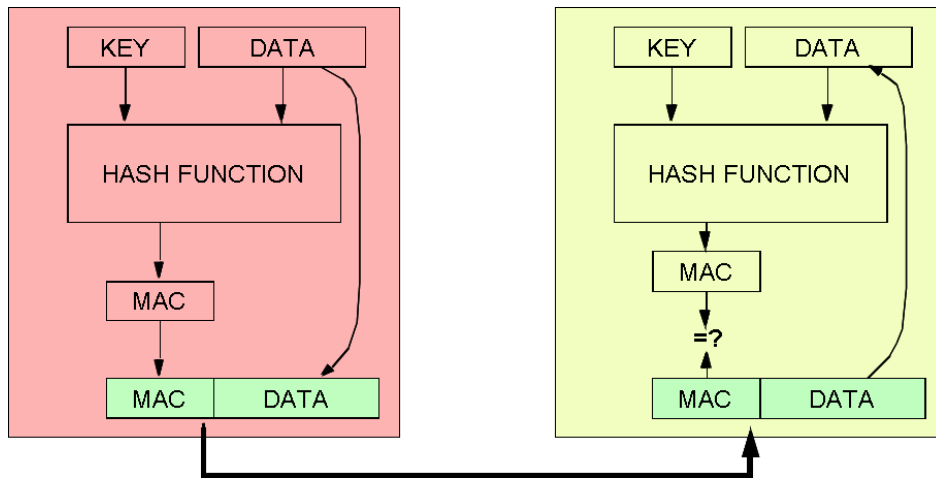 KEY DATA
HASH FUNCTION
MAC
MAC DATA
KEY DATA
HASH FUNCTION
MAC
=?
MAC DATA